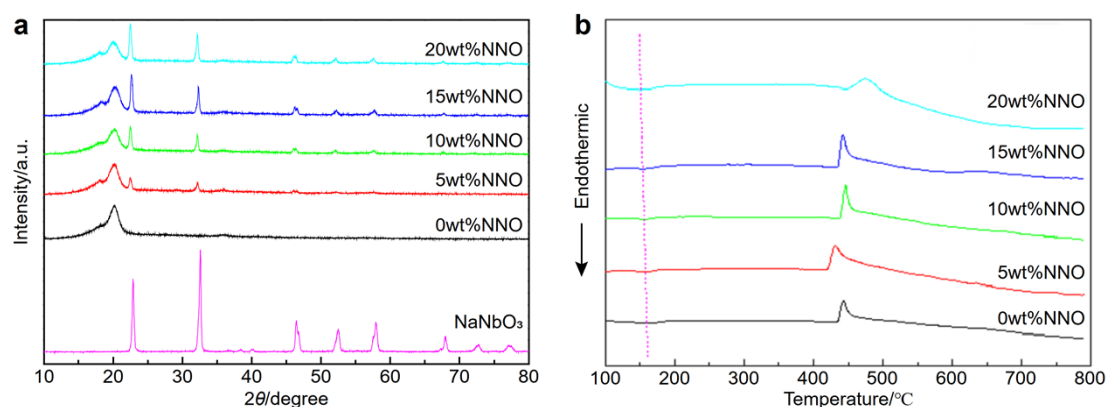 a
Intensity/a.u.
20wt%NNO
15wt%NNO
10wt%NNO
5wt%NNO
0wt%NNO
NaNbO₃
10 20 30 40 50 60 70 80
2θ/degree
b
Endothermic
20wt%NNO
15wt%NNO
10wt%NNO
5wt%NNO
0wt%NNO
100 200 300 400 500 600 700 800
Temperature/℃